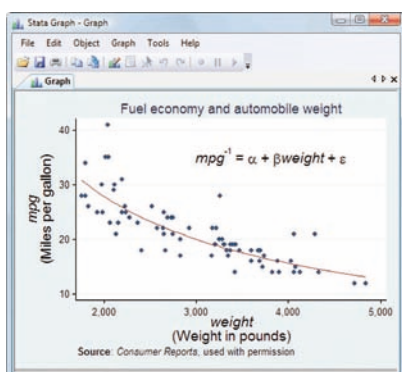 Stata Graph - Graph
File Edit Object Graph Tools Help
Graph
Fuel economy and automobile weight
mpg⁻¹ = α + βweight + ε
mpg
(Miles per gallon)
40
30
20
10
2,000 3,000 4,000 5,000
weight
(Weight in pounds)
Source: Consumer Reports, used with permission